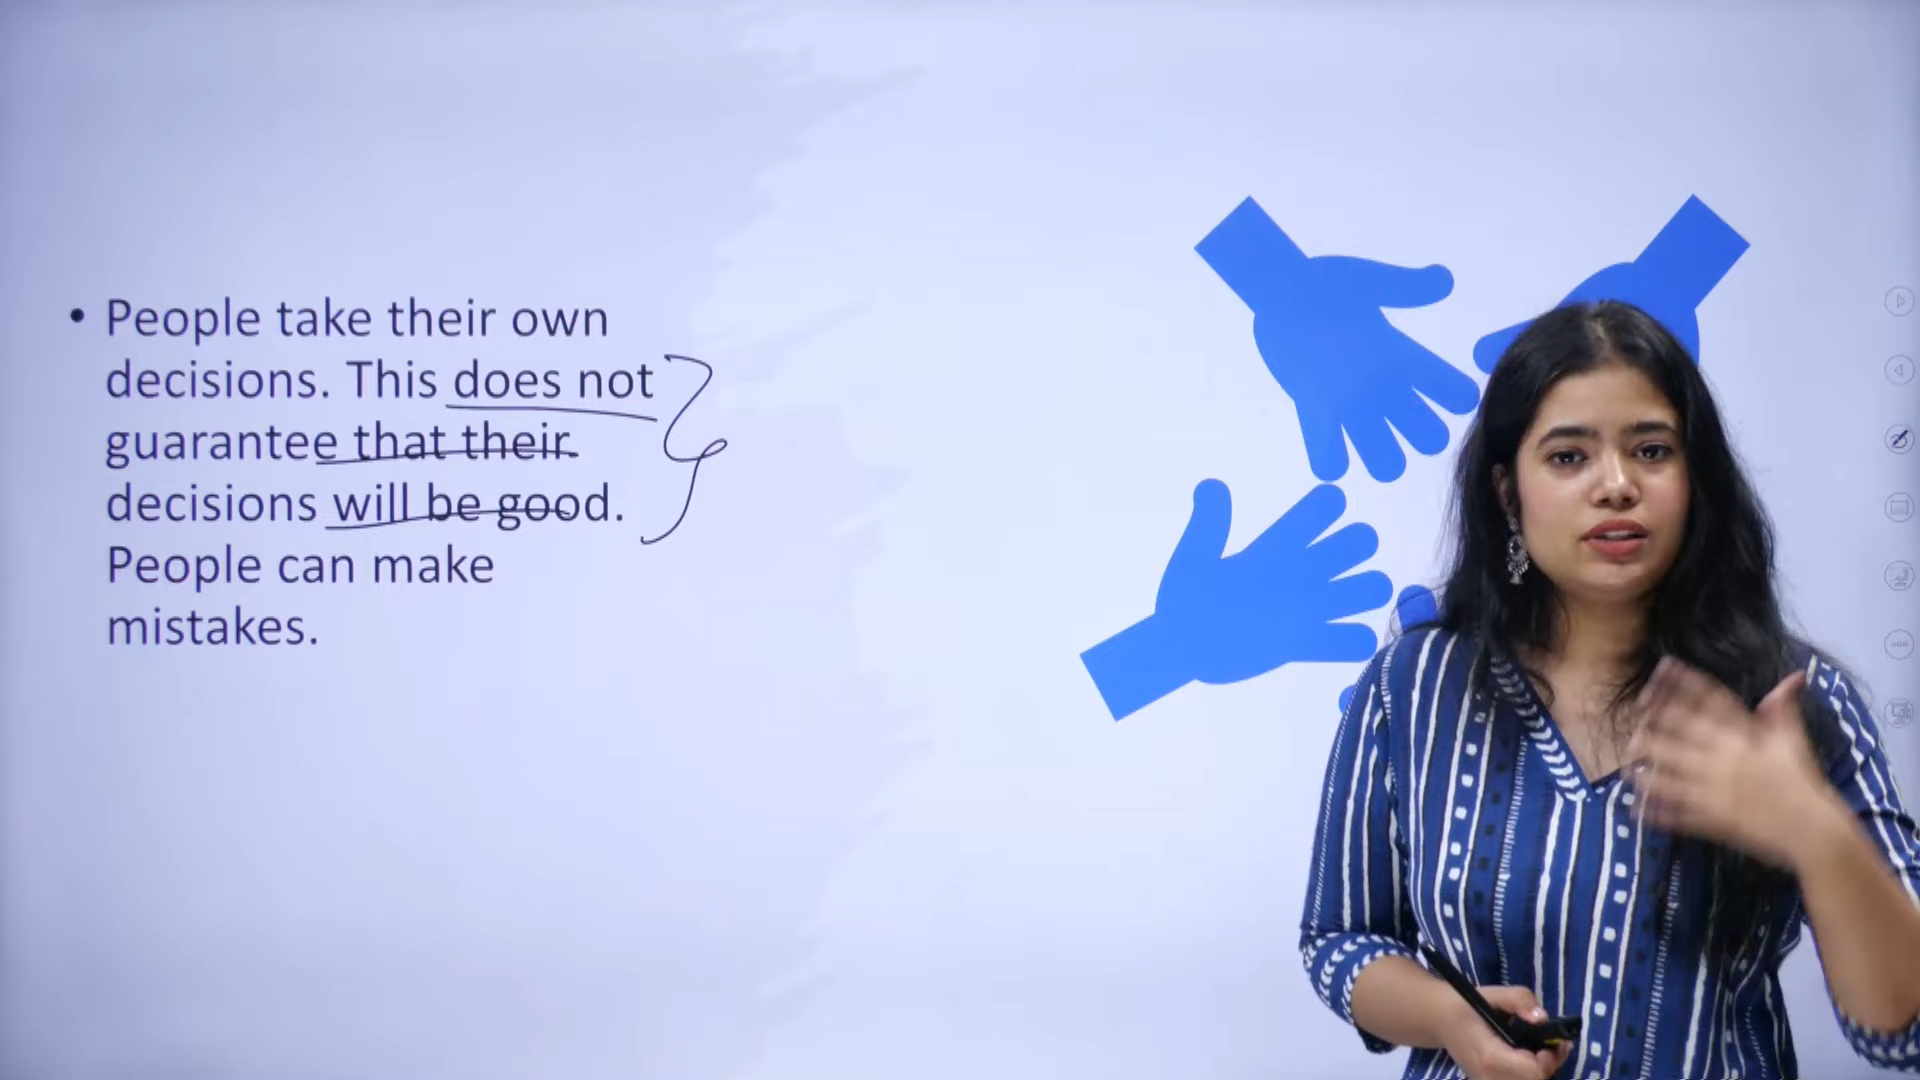 • People take their own
decisions. This does not
guarantee that their
decisions will be good.
People can make
mistakes.